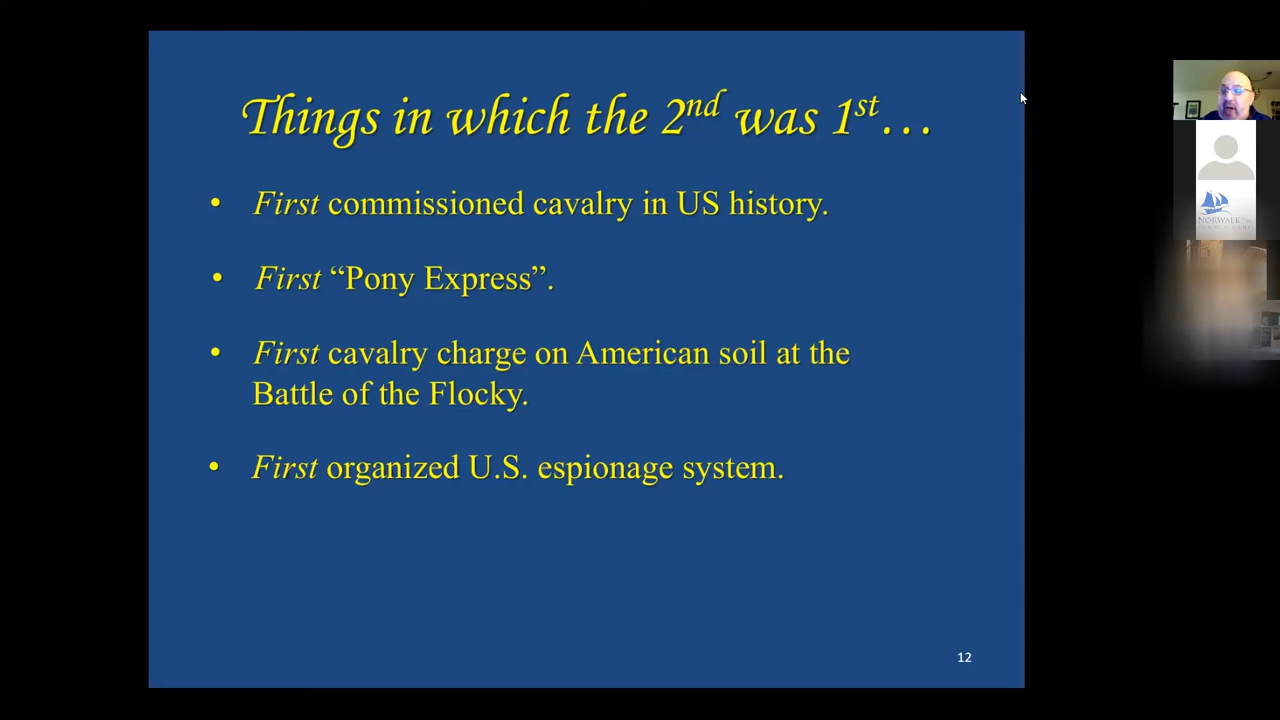 Things in which the 2nd was 1st…
• First commissioned cavalry in US history.
• First “Pony Express”.
• First cavalry charge on American soil at the
Battle of the Flocky.
• First organized U.S. espionage system.
12
NORWALK